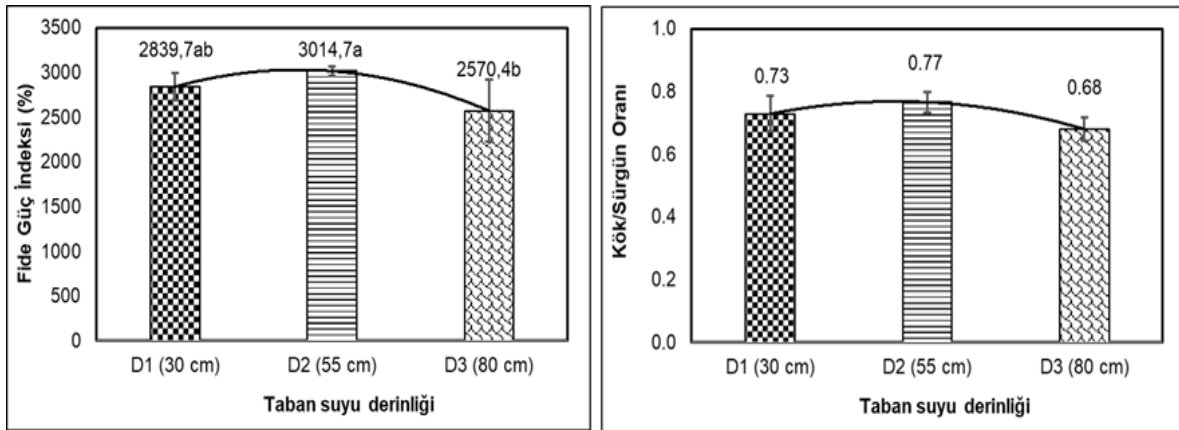 3500
3000
2500
2000
1500
1000
500
0
Fide Güç İndeksi (%)
2839,7ab
3014,7a
2570,4b
D1 (30 cm)
D2 (55 cm)
D3 (80 cm)
Taban suyu derinliği
1.0
0.8
0.6
0.4
0.2
0.0
Kök/Sürgün Oranı
0.73
0.77
0.68
D1 (30 cm)
D2 (55 cm)
D3 (80 cm)
Taban suyu derinliği